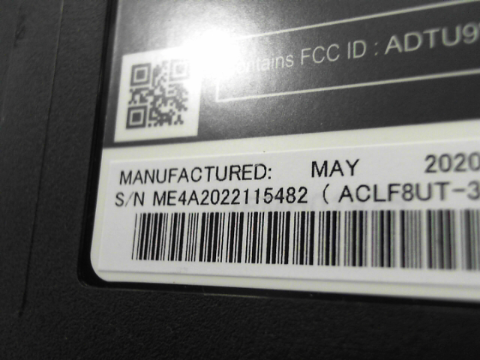 ntains FCC ID : ADTU9
MANUFACTURED: MAY 2020
S/N ME4A2022115482 ( ACLF8UT-3